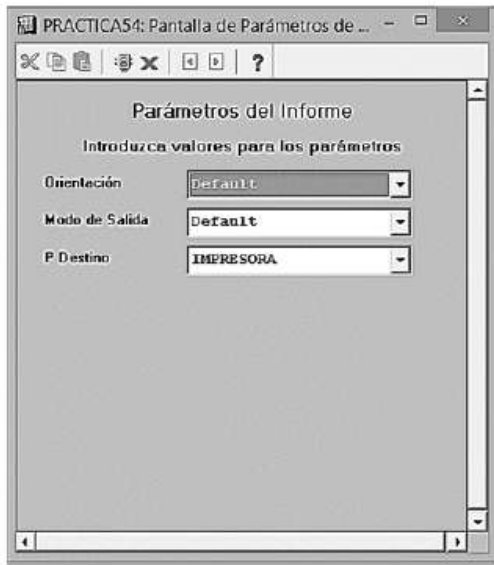 PRACTICA54: Pantalla de Parámetros de ...
?
Parámetros del Informe
Introduzca valores para los parámetros
Orientación Default
Modo de Salida Default
P Destino IMPRESORA